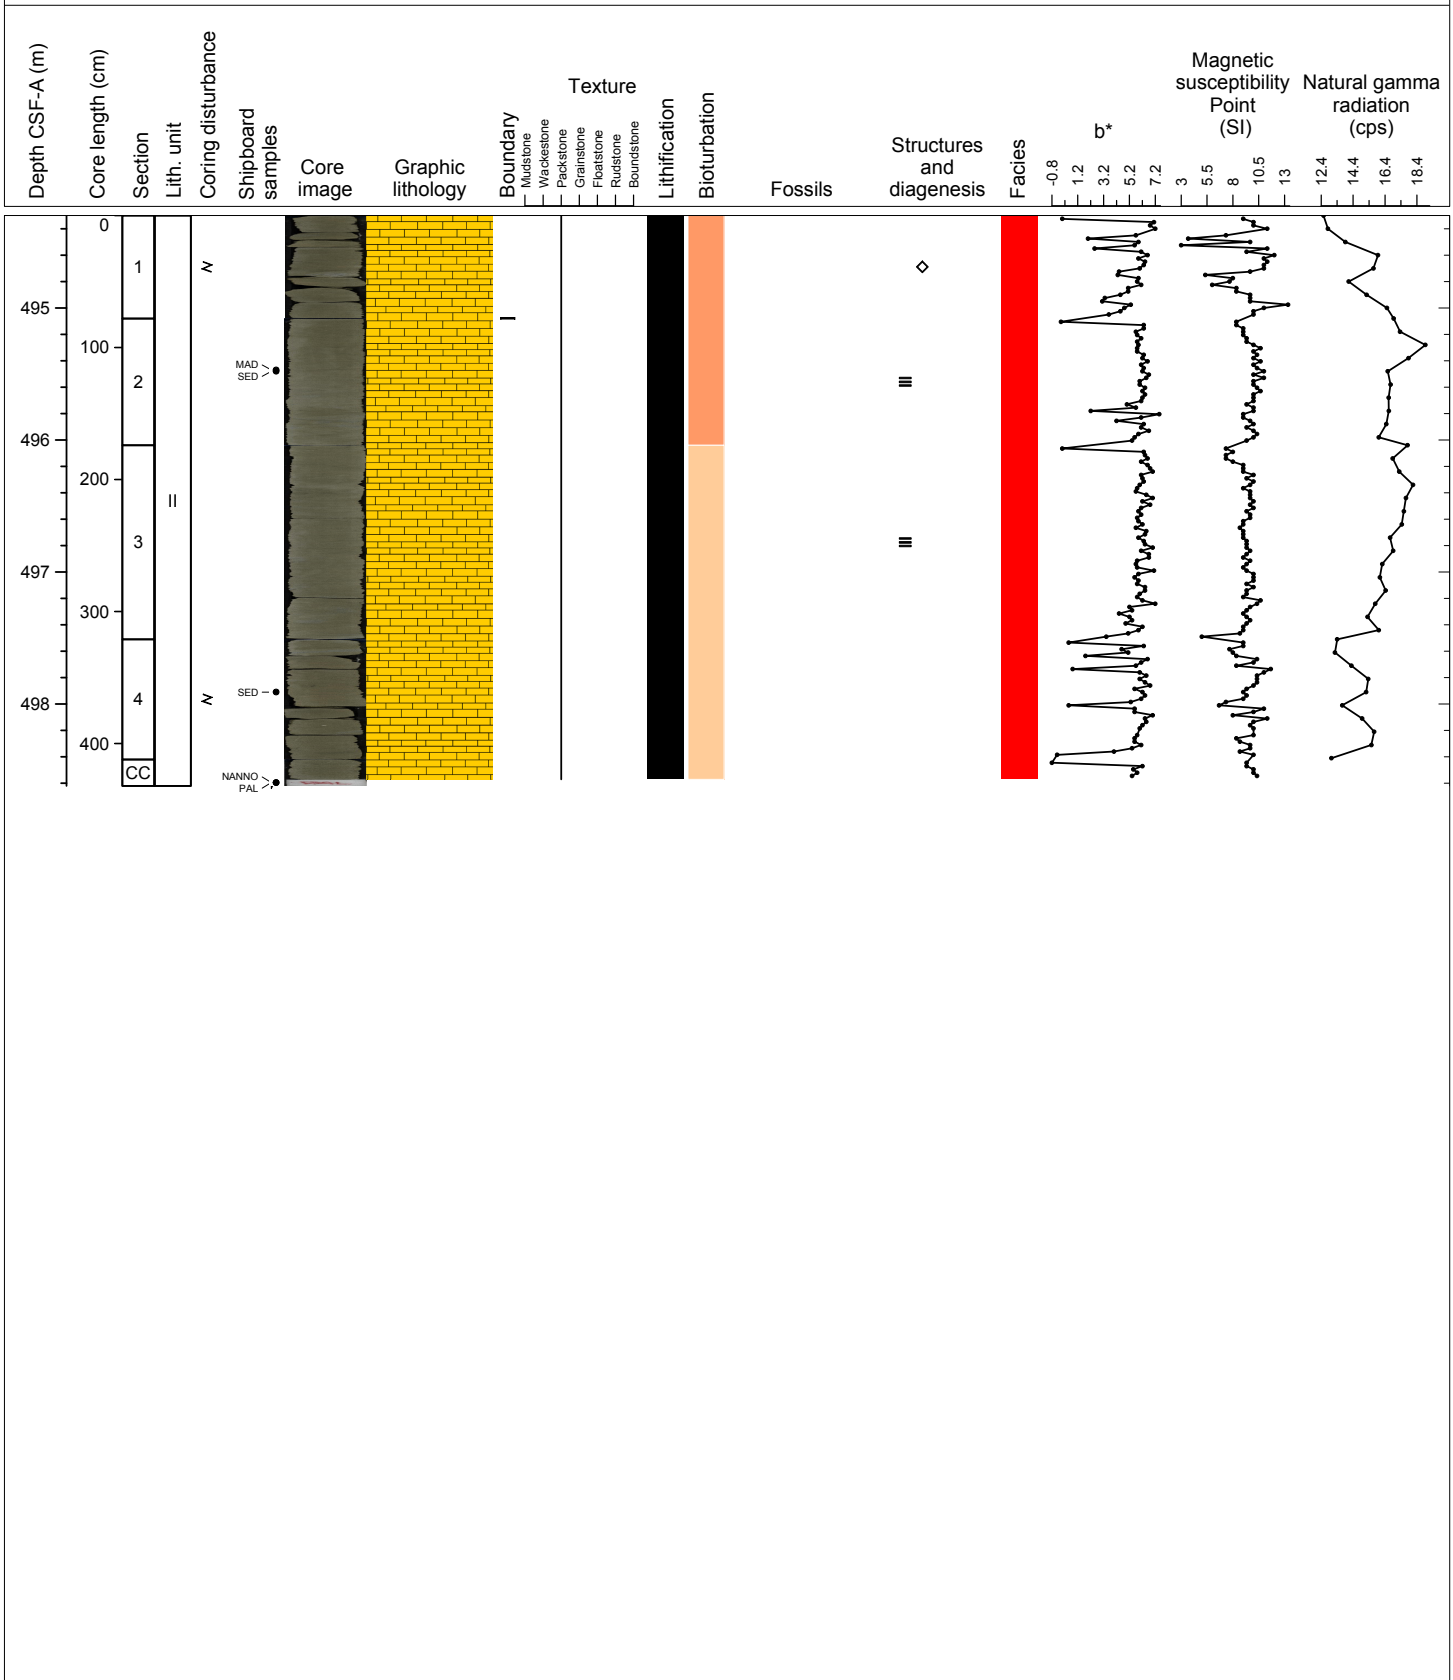 Depth CSF-A (m)
Core length (cm)
Section
Lith. unit
Coring disturbance
Shipboard
samples
Core
image
Graphic
lithology
Boundary
Texture
Mudstone
Wackestone
Packstone
Grainstone
Floatstone
Rudstone
Boundstone
Lithification
Bioturbation
Fossils
Structures
and
diagenesis
Facies
b*
-0.8 1.2 3.2 5.2 7.2
Magnetic
susceptibility
Point
(SI)
3 5.5 8 10.5 13
Natural gamma
radiation
(cps)
12.4 14.4 16.4 18.4
0
1
495
100
MAD
SED
2
496
200
II
3
497
300
SED
4
498
400
CC
NANNO
PAL